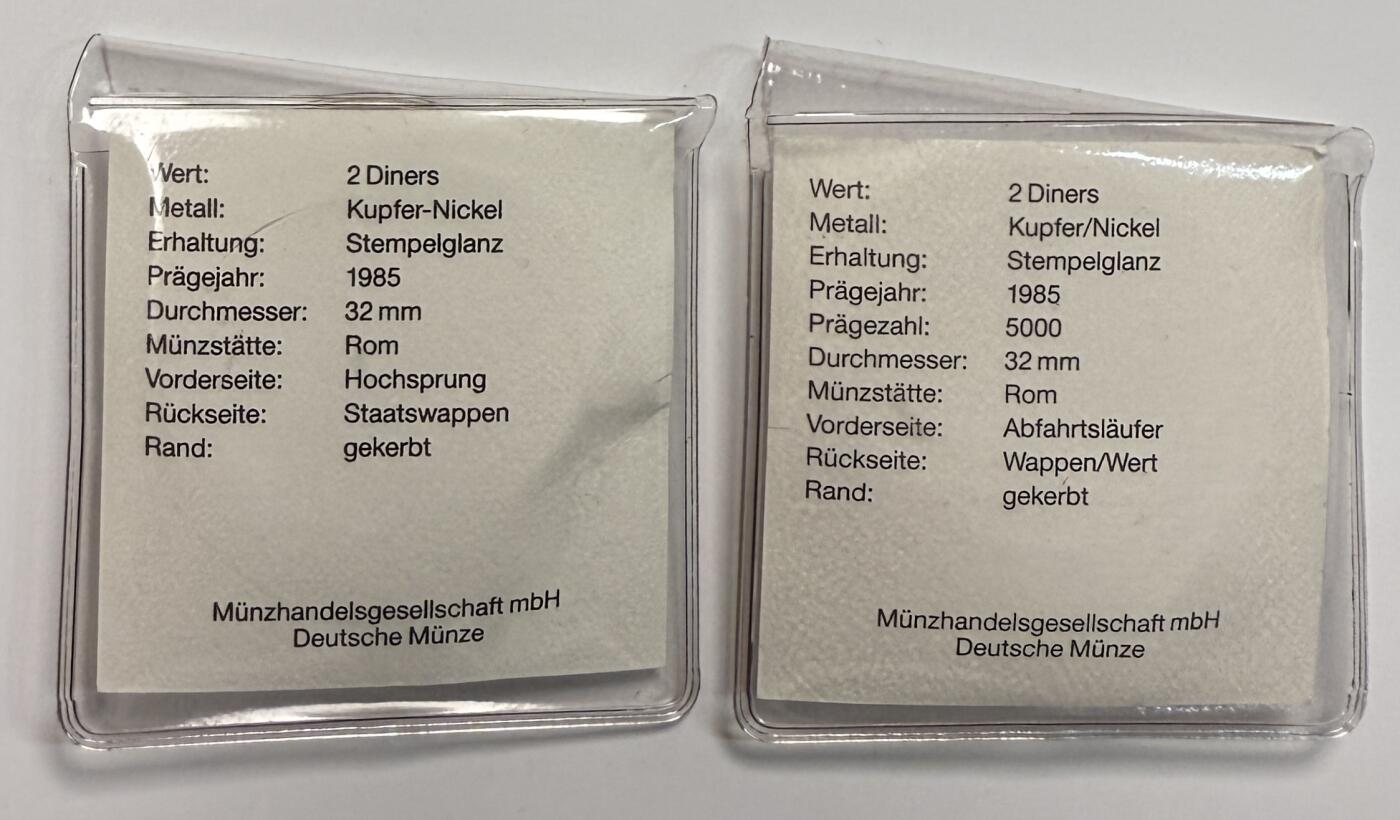 Wert: 2 Diners
Metall: Kupfer-Nickel
Erhaltung: Stempelglanz
Prägejahr: 1985
Durchmesser: 32 mm
Münzstätte: Rom
Vorderseite: Hochsprung
Rückseite: Staatswappen
Rand: gekerbt
Münzhandelsgesellschaft mbH
Deutsche Münze
Wert: 2 Diners
Metall: Kupfer/Nickel
Erhaltung: Stempelglanz
Prägejahr: 1985
Prägezahl: 5000
Durchmesser: 32 mm
Münzstätte: Rom
Vorderseite: Abfahrtsläufer
Rückseite: Wappen/Wert
Rand: gekerbt
Münzhandelsgesellschaft mbH
Deutsche Münze